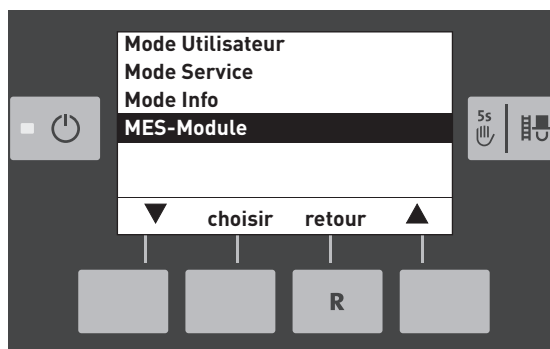 Mode Utilisateur
Mode Service
Mode Info
MES-Module
5s
▼ choisir retour ▲
R